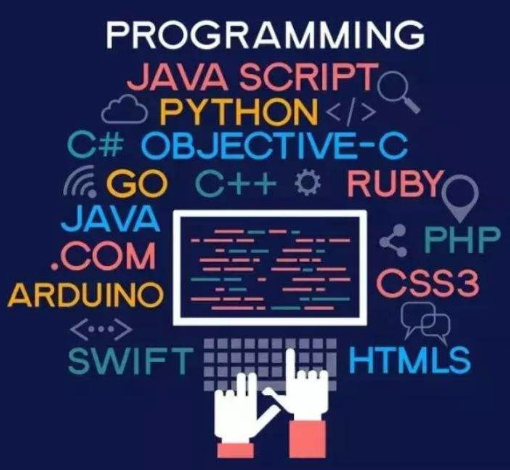 PROGRAMMING
JAVA SCRIPT
PYTHON </>
C# OBJECTIVE-C
GO C++ RUBY
JAVA
PHP
.COM
CSS3
ARDUINO
<...>
SWIFT
HTMLS